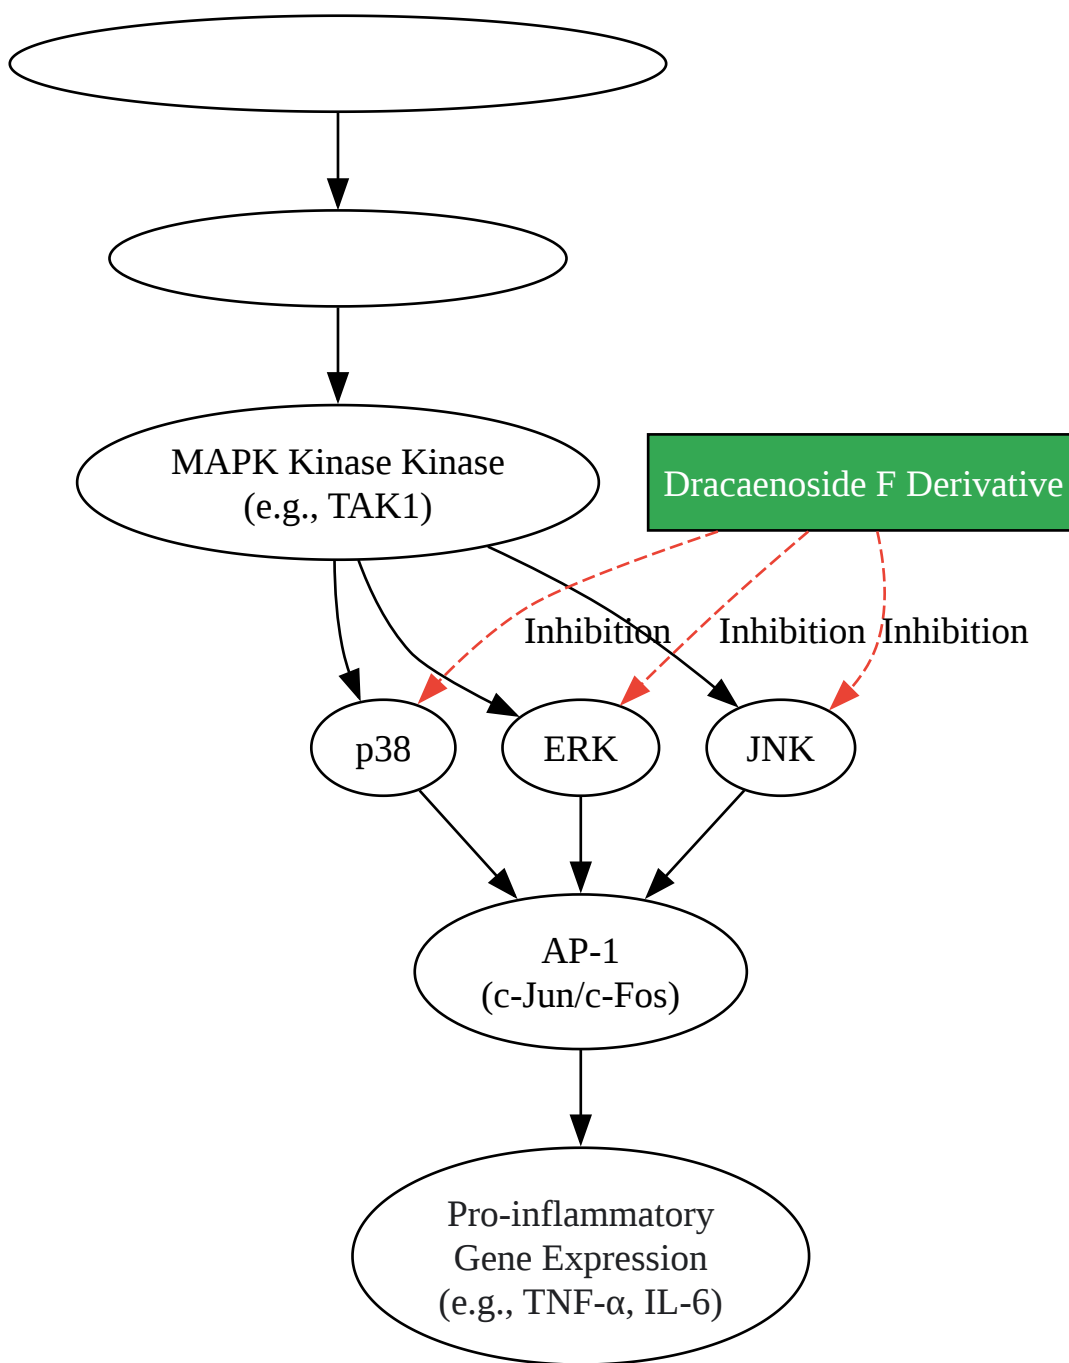 MAPK Kinase Kinase
(e.g., TAK1)
Dracaenoside F Derivative
Inhibition
Inhibition
Inhibition
p38
ERK
JNK
AP-1
(c-Jun/c-Fos)
Pro-inflammatory
Gene Expression
(e.g., TNF-α, IL-6)